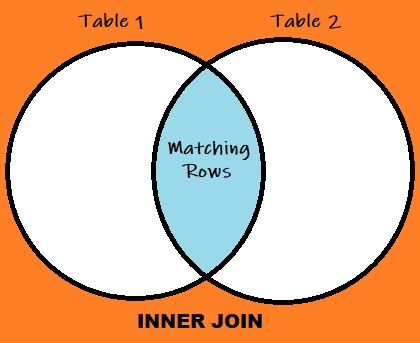 Table 1
Table 2
Matching
Rows
INNER JOIN